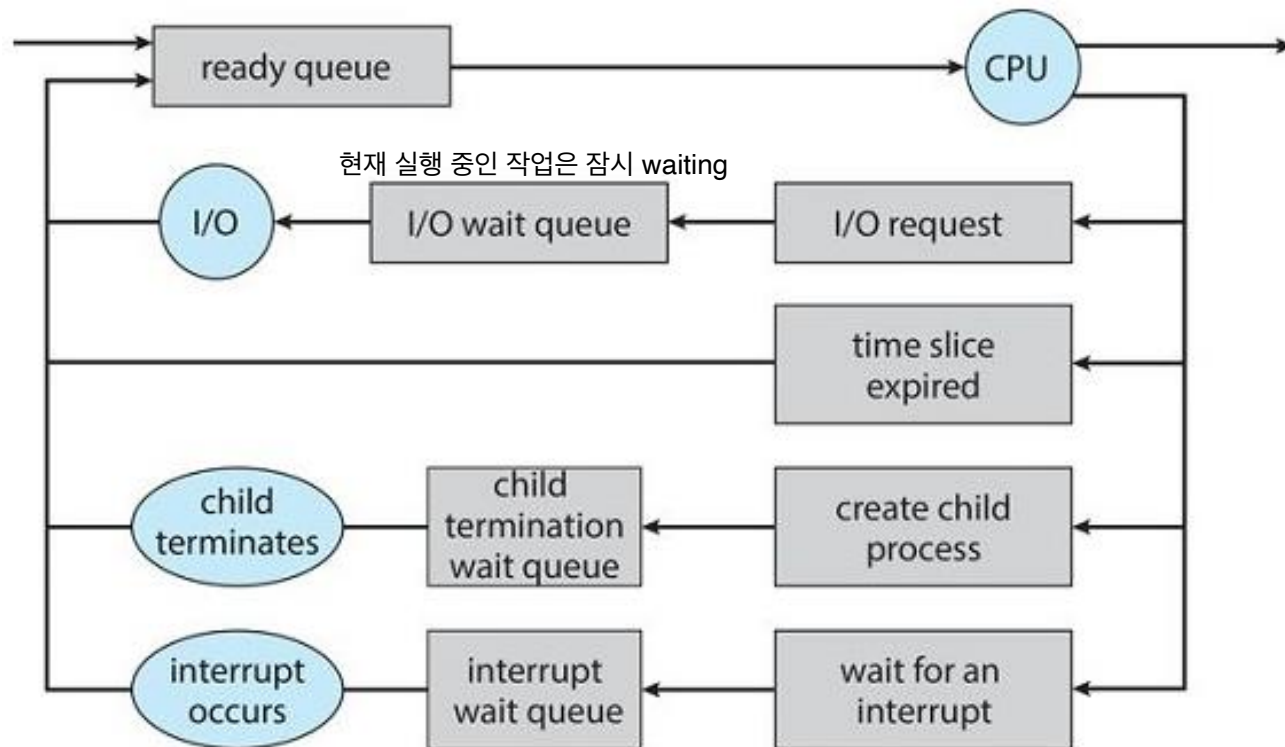 ready queue
CPU
현재 실행 중인 작업은 잠시 waiting
I/O
I/O wait queue
I/O request
time slice
expired
child
terminates
child
termination
wait queue
create child
process
interrupt
occurs
interrupt
wait queue
wait for an
interrupt